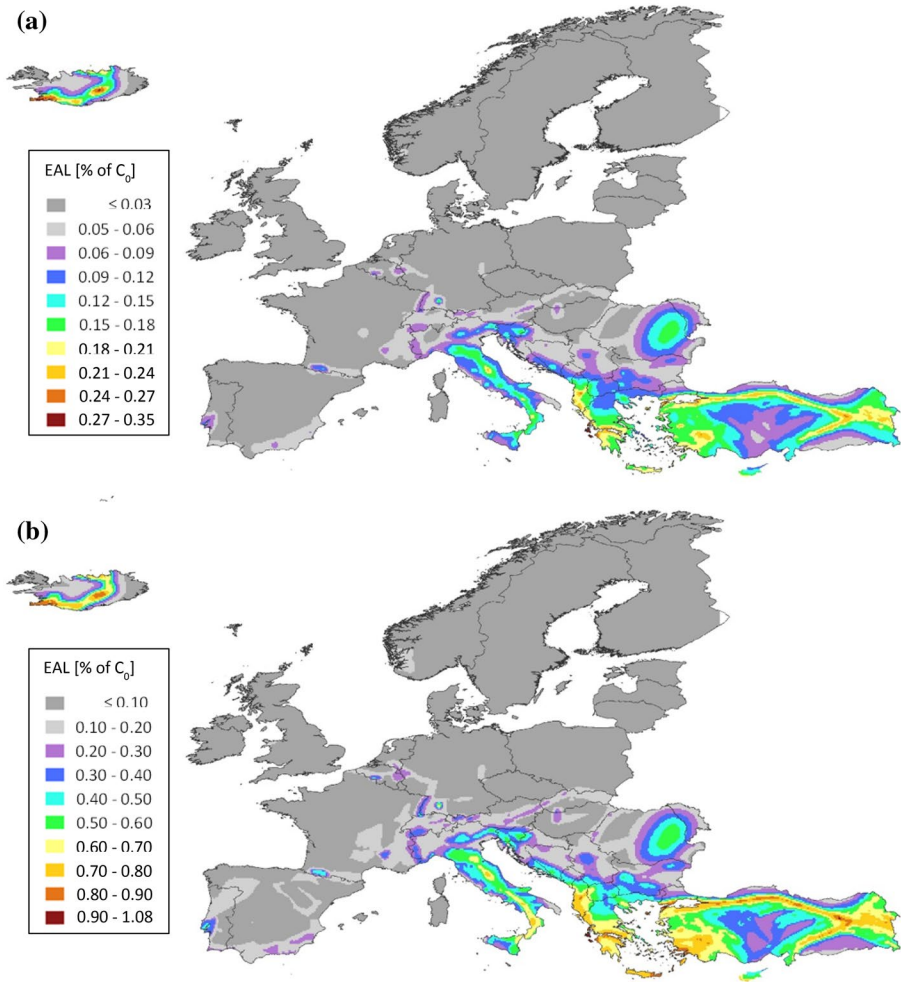 (a)
EAL [% of C0]
≤ 0.03
0.05 - 0.06
0.06 - 0.09
0.09 - 0.12
0.12 - 0.15
0.15 - 0.18
0.18 - 0.21
0.21 - 0.24
0.24 - 0.27
0.27 - 0.35
(b)
EAL [% of C0]
≤ 0.10
0.10 - 0.20
0.20 - 0.30
0.30 - 0.40
0.40 - 0.50
0.50 - 0.60
0.60 - 0.70
0.70 - 0.80
0.80 - 0.90
0.90 - 1.08